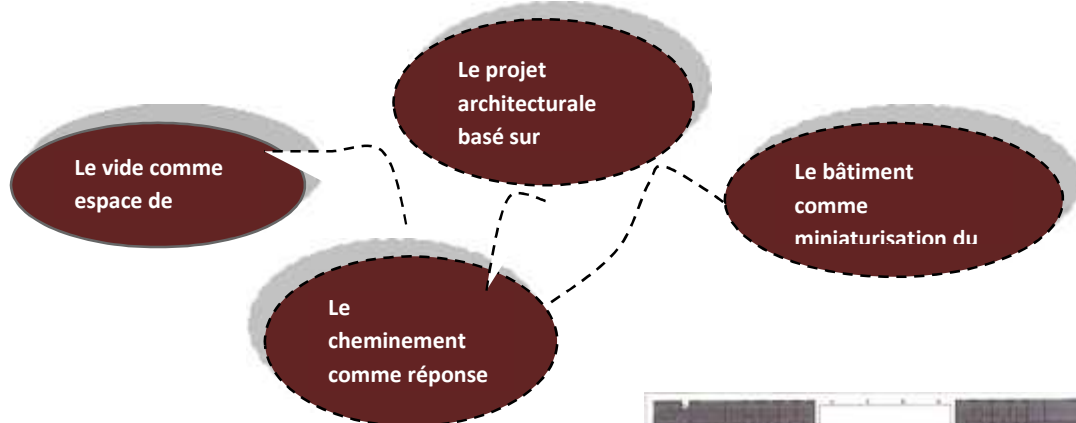 Le projet
architecturale
basé sur
Le vide comme
espace de
Le bâtiment
comme
miniaturisation du
Le
cheminement
comme réponse